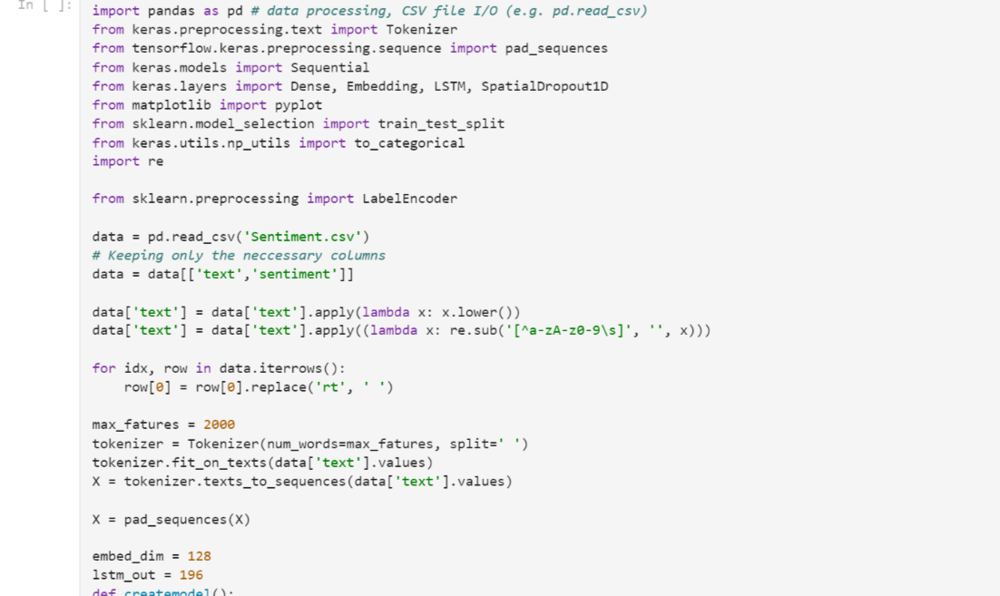 In [ ]:
import pandas as pd # data processing, CSV file I/O (e.g. pd.read_csv)
from keras.preprocessing.text import Tokenizer
from tensorflow.keras.preprocessing.sequence import pad_sequences
from keras.models import Sequential
from keras.layers import Dense, Embedding, LSTM, SpatialDropout1D
from matplotlib import pyplot
from sklearn.model_selection import train_test_split
from keras.utils.np_utils import to_categorical
import re
from sklearn.preprocessing import LabelEncoder
data = pd.read_csv('Sentiment.csv')
# Keeping only the neccessary columns
data = data[['text','sentiment']]
data['text'] = data['text'].apply(lambda x: x.lower())
data['text'] = data['text'].apply((lambda x: re.sub('[^a-zA-z0-9\s]', '', x)))
for idx, row in data.iterrows():
    row[0] = row[0].replace('rt', ' ')
max_fatures = 2000
tokenizer = Tokenizer(num_words=max_fatures, split=' ')
tokenizer.fit_on_texts(data['text'].values)
X = tokenizer.texts_to_sequences(data['text'].values)
X = pad_sequences(X)
embed_dim = 128
lstm_out = 196
def createmodel():